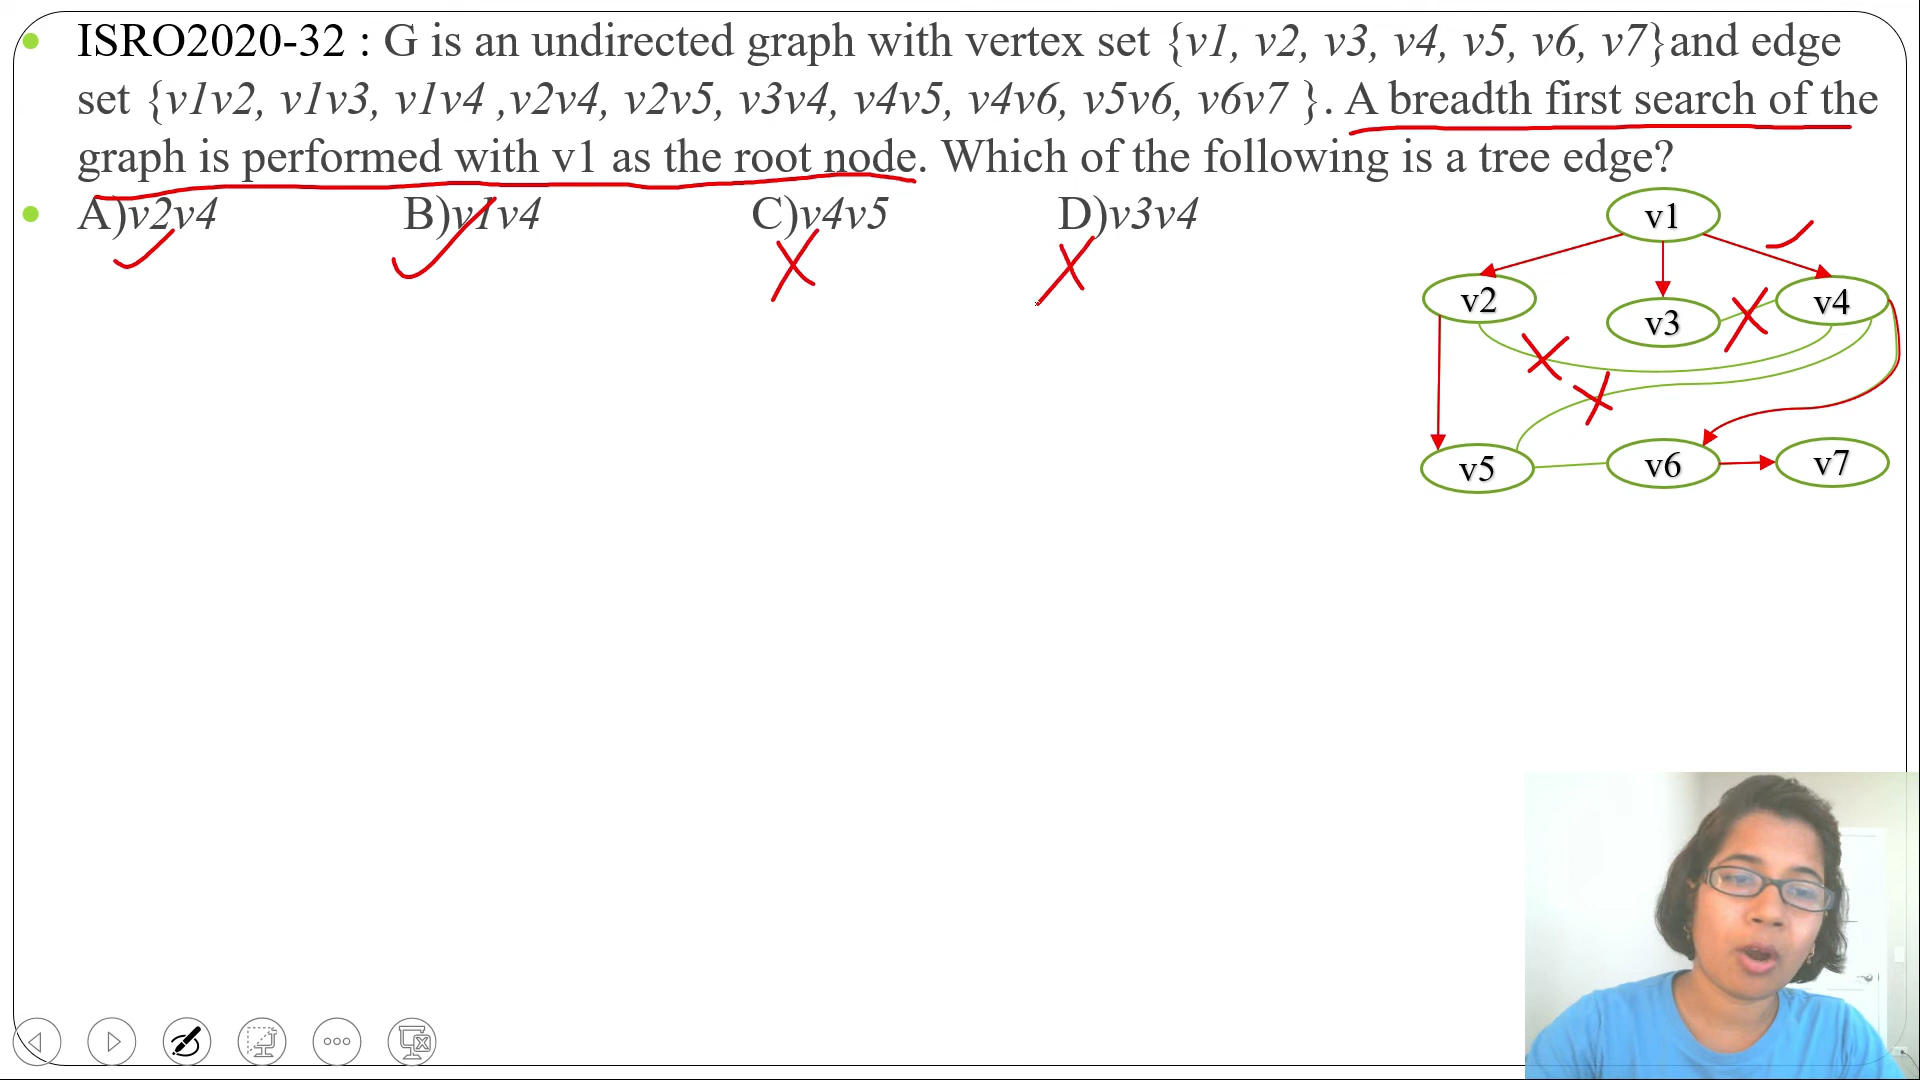 ISRO2020-32 : G is an undirected graph with vertex set {v1, v2, v3, v4, v5, v6, v7}and edge
set {v1v2, v1v3, v1v4 ,v2v4, v2v5, v3v4, v4v5, v4v6, v5v6, v6v7 }. A breadth first search of the
graph is performed with v1 as the root node. Which of the following is a tree edge?
A)v2v4 B)v1v4 C)v4v5 D)v3v4
v1
v2 v3 v4
v5 v6 v7